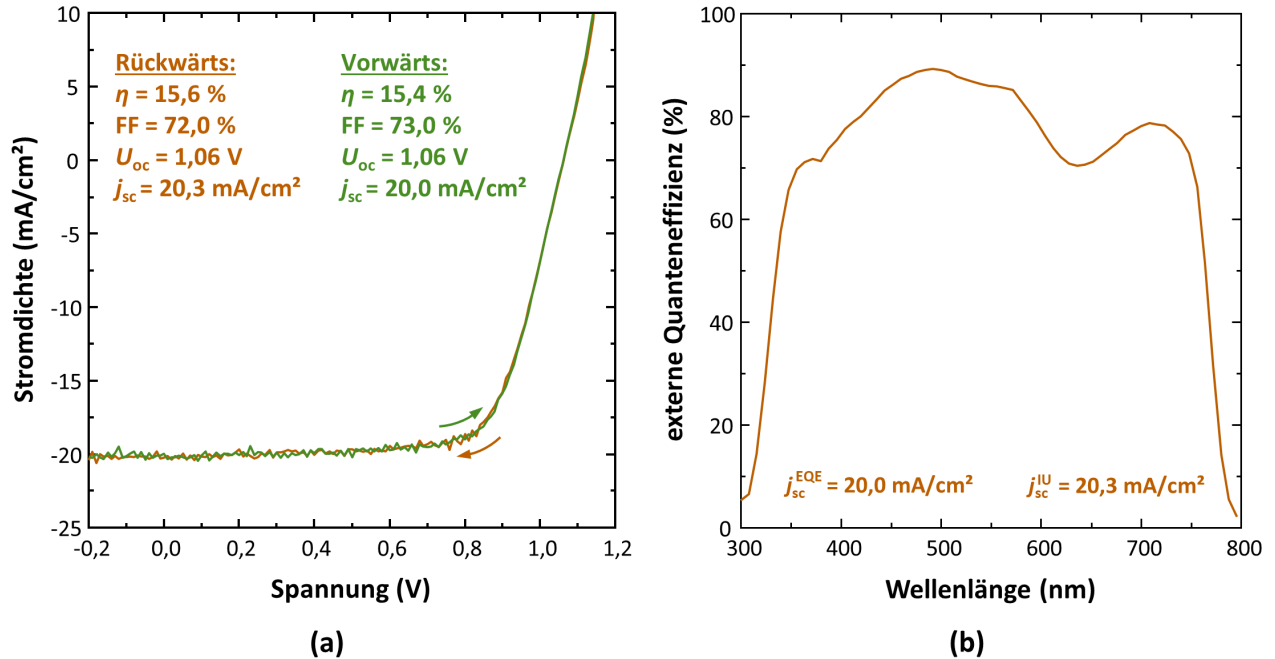 Rückwärts:
η = 15,6 %
FF = 72,0 %
Uoc = 1,06 V
jsc = 20,3 mA/cm²
Vorwärts:
η = 15,4 %
FF = 73,0 %
Uoc = 1,06 V
jsc = 20,0 mA/cm²
Stromdichte (mA/cm²)
10
5
0
-5
-10
-15
-20
-25
-0,2 0,0 0,2 0,4 0,6 0,8 1,0 1,2
Spannung (V)
(a)
externe Quanteneffizienz (%)
100
80
60
40
20
0
jscEQE = 20,0 mA/cm² jscIU = 20,3 mA/cm²
300 400 500 600 700 800
Wellenlänge (nm)
(b)